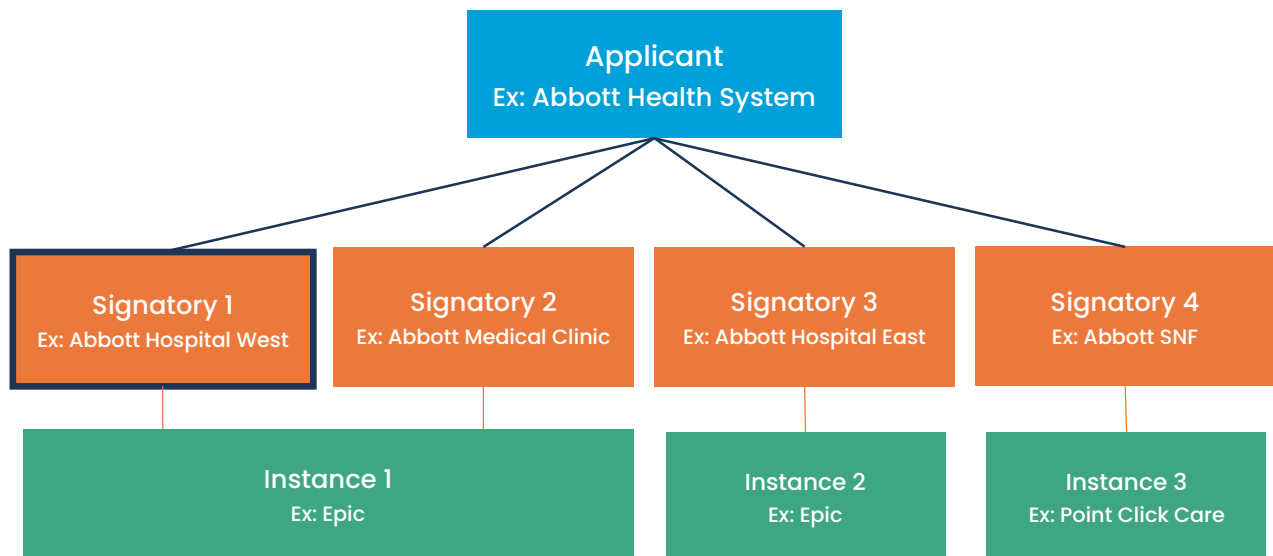 Applicant
Ex: Abbott Health System
Signatory 1
Ex: Abbott Hospital West
Signatory 2
Ex: Abbott Medical Clinic
Signatory 3
Ex: Abbott Hospital East
Signatory 4
Ex: Abbott SNF
Instance 1
Ex: Epic
Instance 2
Ex: Epic
Instance 3
Ex: Point Click Care